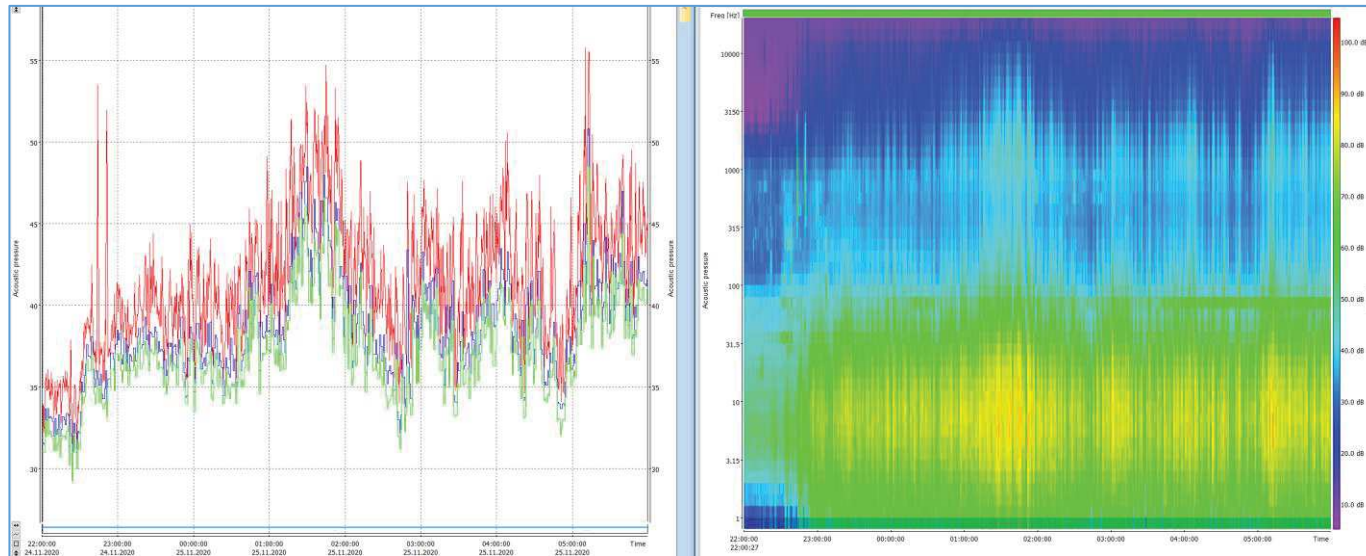 55
55
50
50
45
45
40
40
35
35
30
30
Acoustic pressure
Acoustic pressure
22:00:00 23:00:00 00:00:00 01:00:00 02:00:00 03:00:00 04:00:00 05:00:00 Time
24.11.2020 24.11.2020 25.11.2020 25.11.2020 25.11.2020 25.11.2020 25.11.2020 25.11.2020
Freq [Hz]
10000
3150
1000
315
100
31.5
10
3.15
1
Acoustic pressure
100.0 dB
90.0 dB
80.0 dB
70.0 dB
60.0 dB
50.0 dB
40.0 dB
30.0 dB
20.0 dB
10.0 dB
22:00:00 23:00:00 00:00:00 01:00:00 02:00:00 03:00:00 04:00:00 05:00:00 Time
22:00:27